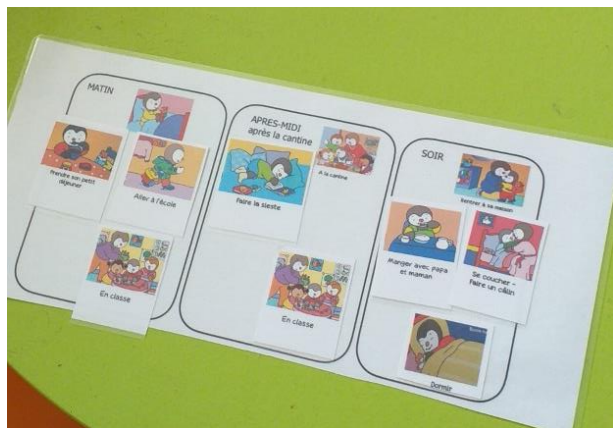 MATIN
Prendre son petit
déjeuner
Aller à l'école
En classe
APRES-MIDI
après la cantine
A la cantine
Faire la sieste
En classe
SOIR
Rentrer à la maison
Manger avec papa
et maman
Se coucher -
Faire un câlin
Dormir